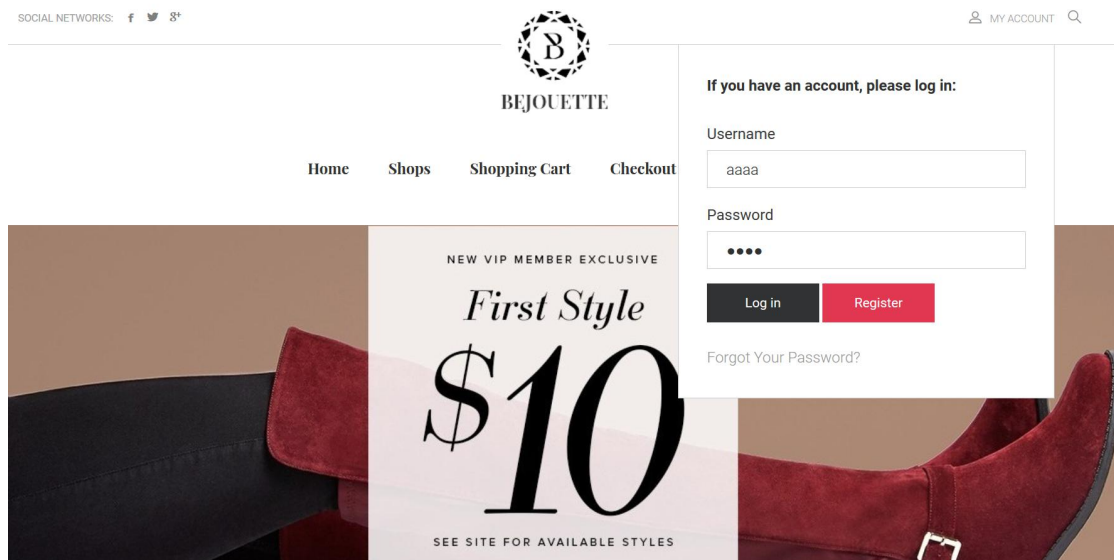 SOCIAL NETWORKS:
MY ACCOUNT
B
BEJOUETTE
If you have an account, please log in:
Username
aaaa
Password
••••
Log in Register
Forgot Your Password?
Home Shops Shopping Cart Checkout
NEW VIP MEMBER EXCLUSIVE
First Style
$10
SEE SITE FOR AVAILABLE STYLES